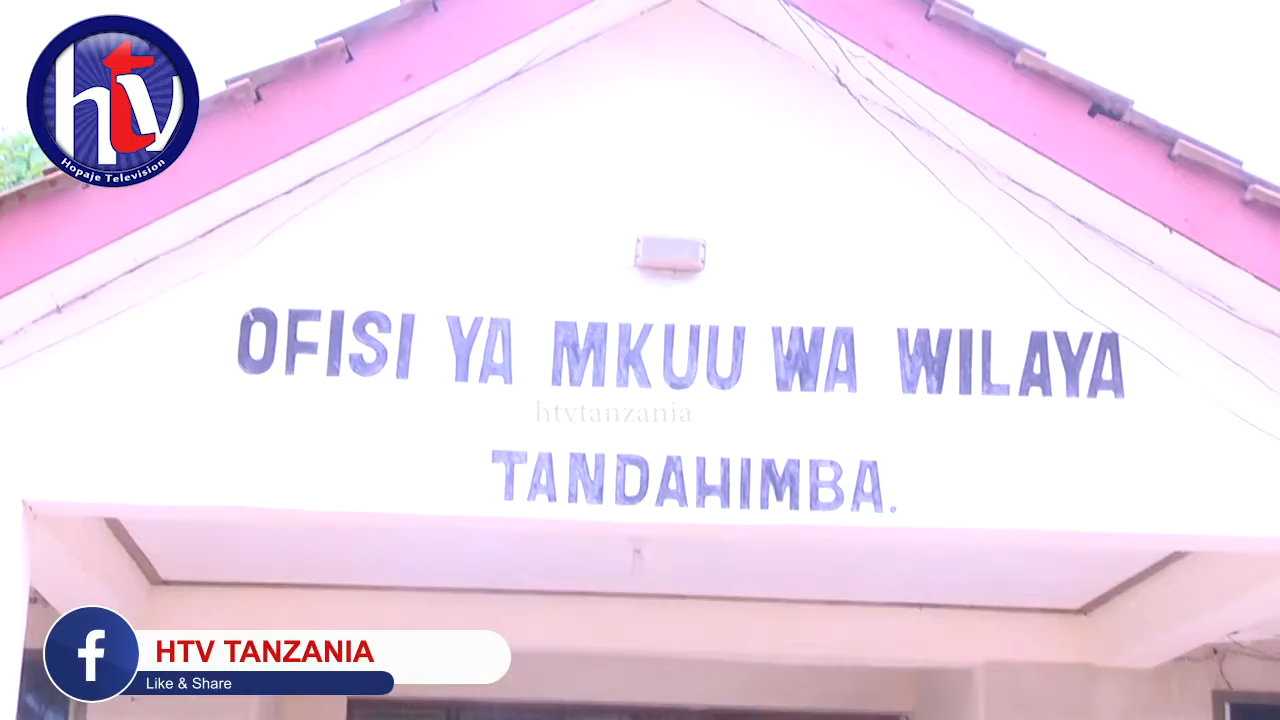 htv
Hopaje Television
OFISI YA MKUU WA WILAYA
htvtanzania
TANDAHIMBA.
f
HTV TANZANIA
Like & Share